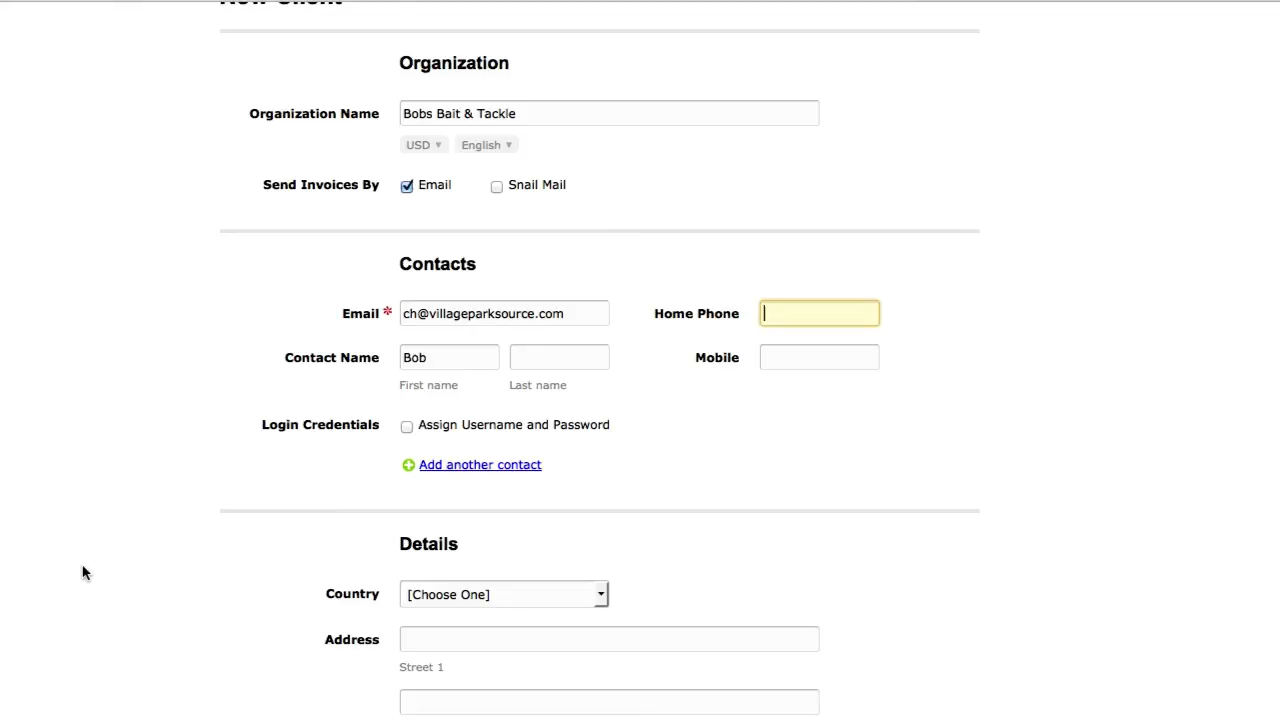 New Client
Organization
Organization Name Bobs Bait & Tackle
USD ▼ English ▼
Send Invoices By Email Snail Mail
Contacts
Email * ch@villageparksource.com Home Phone
Contact Name Bob Mobile
First name Last name
Login Credentials Assign Username and Password
Add another contact
Details
Country [Choose One]
Address
Street 1